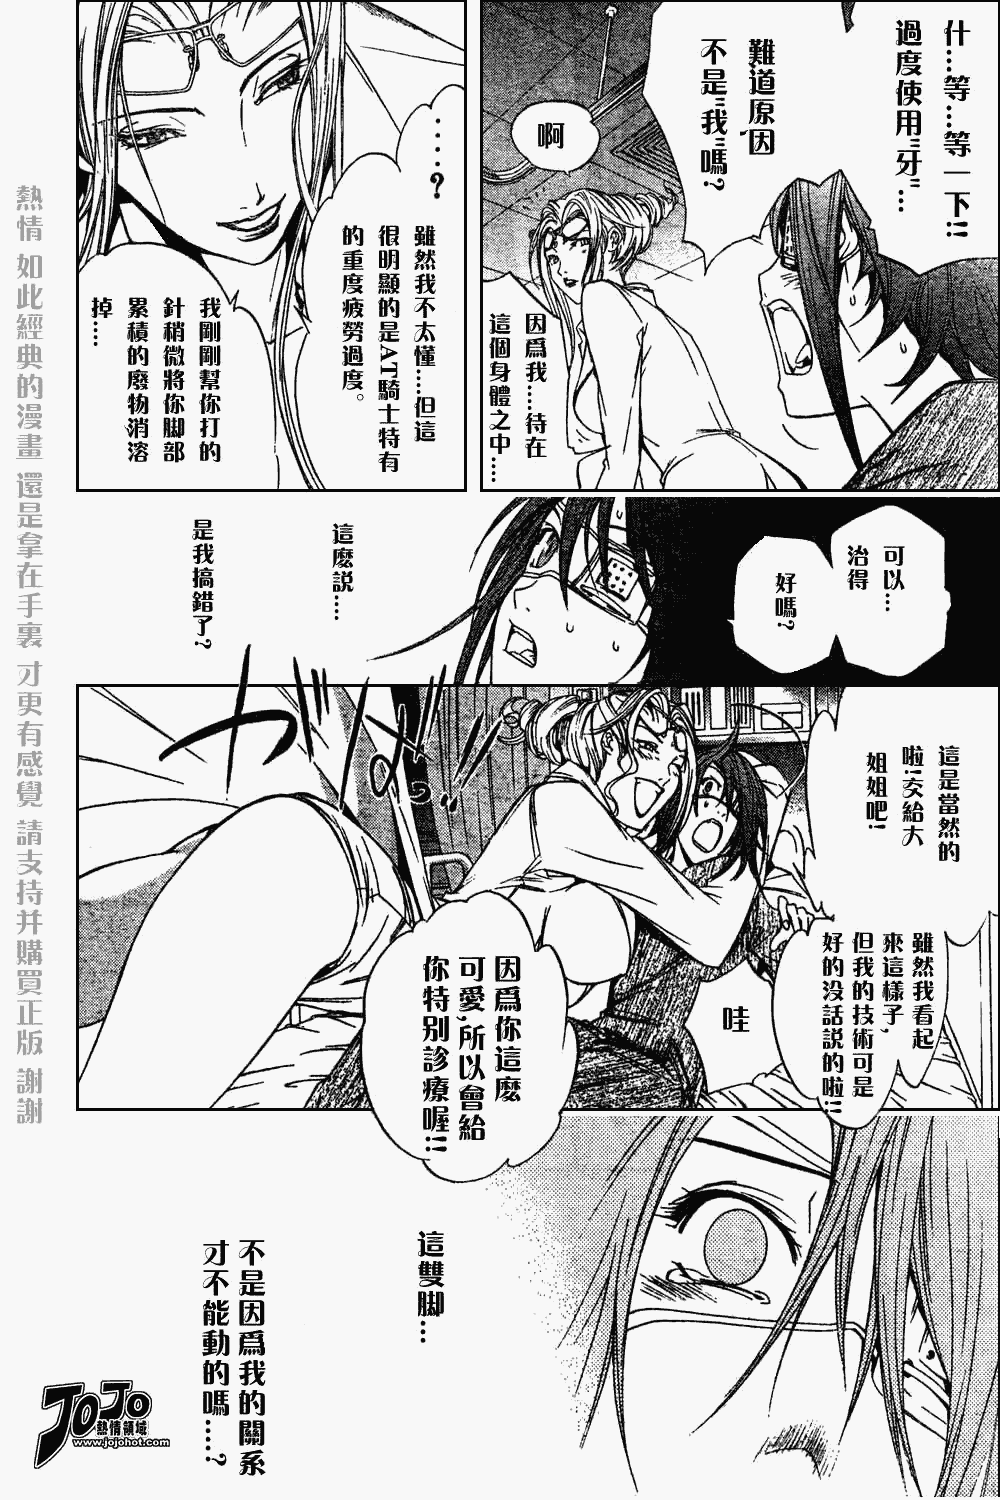 什…等…等一下!!
過度使用"牙"…
難道原因
不是"我"嗎?
啊
因爲我……待在
這個身體之中……
……?
雖然我不太懂……但這
很明顯的是AT騎士特有
的重度疲勞過度。
我剛剛幫你打的
針稍微將你脚部
累積的廢物消溶
掉……
可以…
治得
好嗎?
這麽説……
是我搞錯了?
這是當然的
啦!交給大
姐姐吧!
雖然我看起
來這樣子,
但我的技術可是
好的没話説的啦!!
哇
因爲你這麽
可愛,所以會給
你特别診療喔!!
這雙脚…
不是因爲我的關系
才不能動的嗎……?
熱情 如此經典的漫畫 還是拿在手裏 才更有感覺 請支持并購買正版 謝謝
JOJO
熱情領域
www.jojohot.com